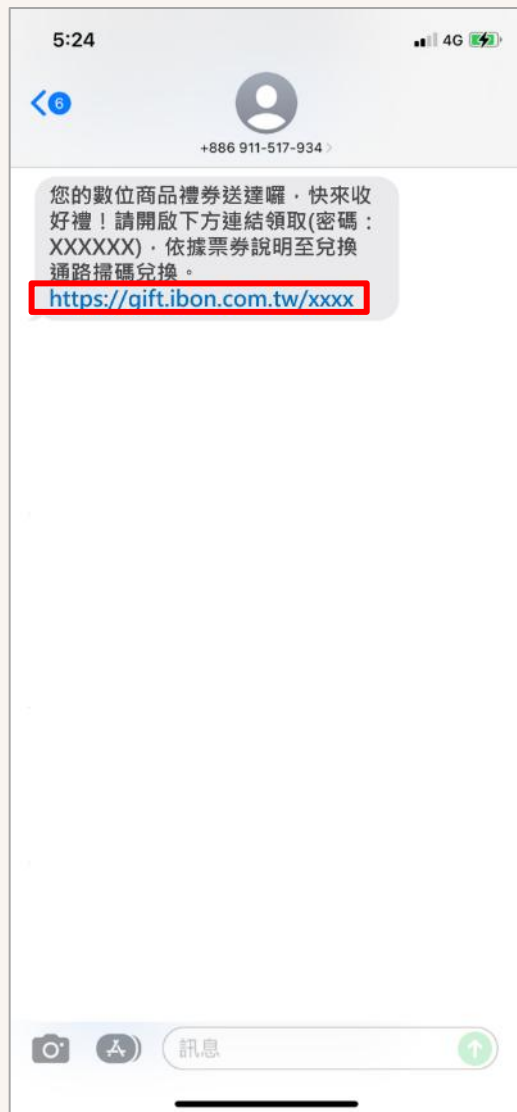 5:24
4G
6
+886 911-517-934
您的數位商品禮券送達囉，快來收
好禮！請開啟下方連結領取(密碼：
XXXXXX)，依據票券說明至兌換
通路掃碼兌換。
https://gift.ibon.com.tw/xxxx
訊息